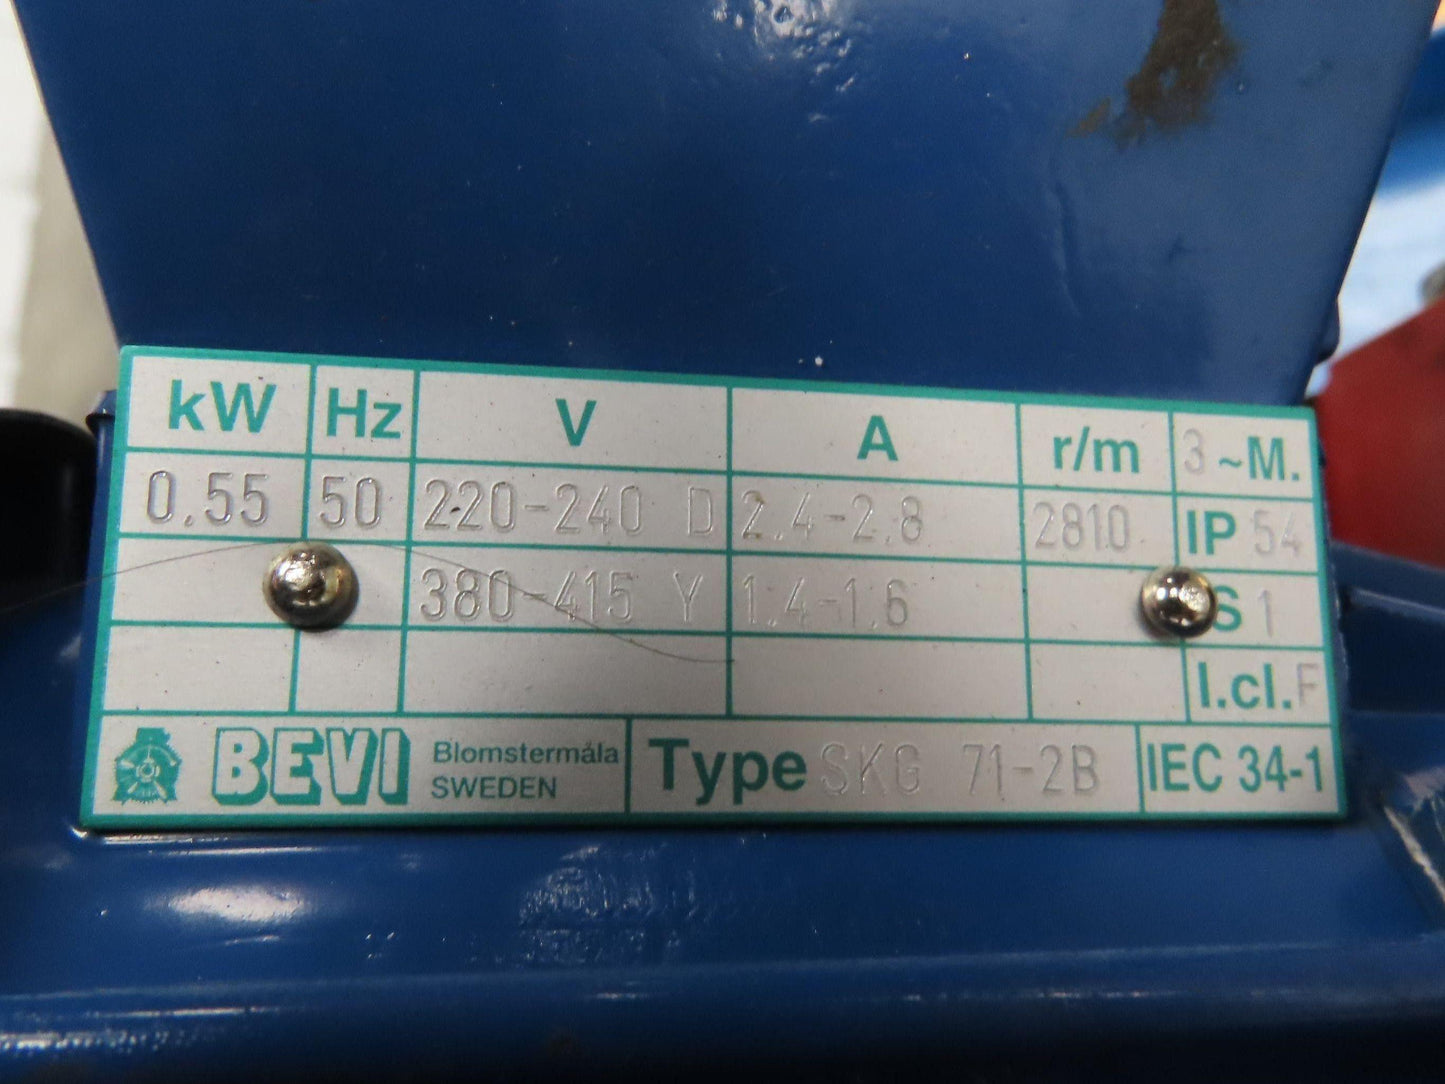 kW Hz V A r/m 3 ~M.
0.55 50 220-240 D 2.4-2.8 2810 IP 54
380-415 Y 1.4-1.6 S 1
I.cl. F
BEVI Blomstermåla SWEDEN Type SKG 71-2B IEC 34-1